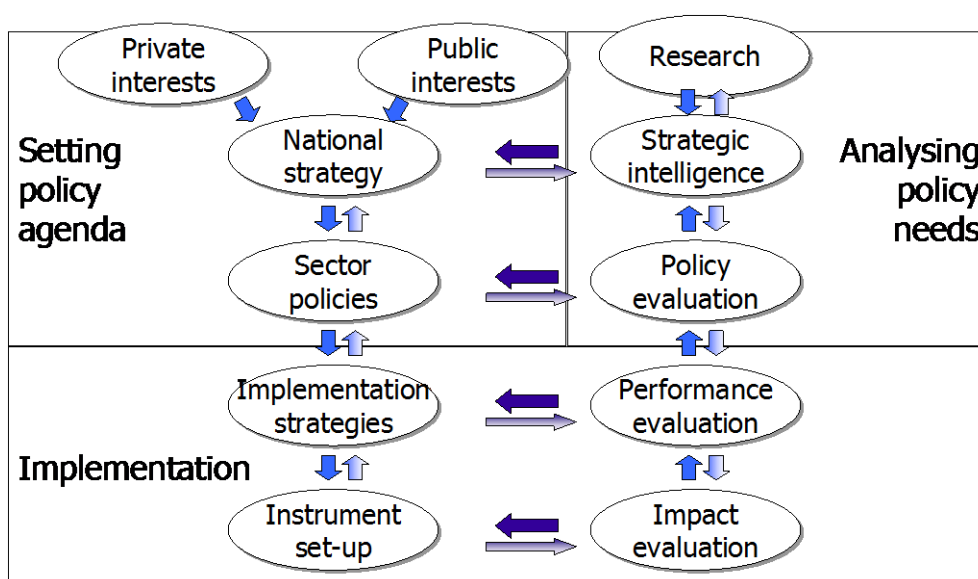 Private
interests
Public
interests
Research
Setting
policy
agenda
National
strategy
Strategic
intelligence
Analysing
policy
needs
Sector
policies
Policy
evaluation
Implementation
strategies
Performance
evaluation
Implementation
Instrument
set-up
Impact
evaluation